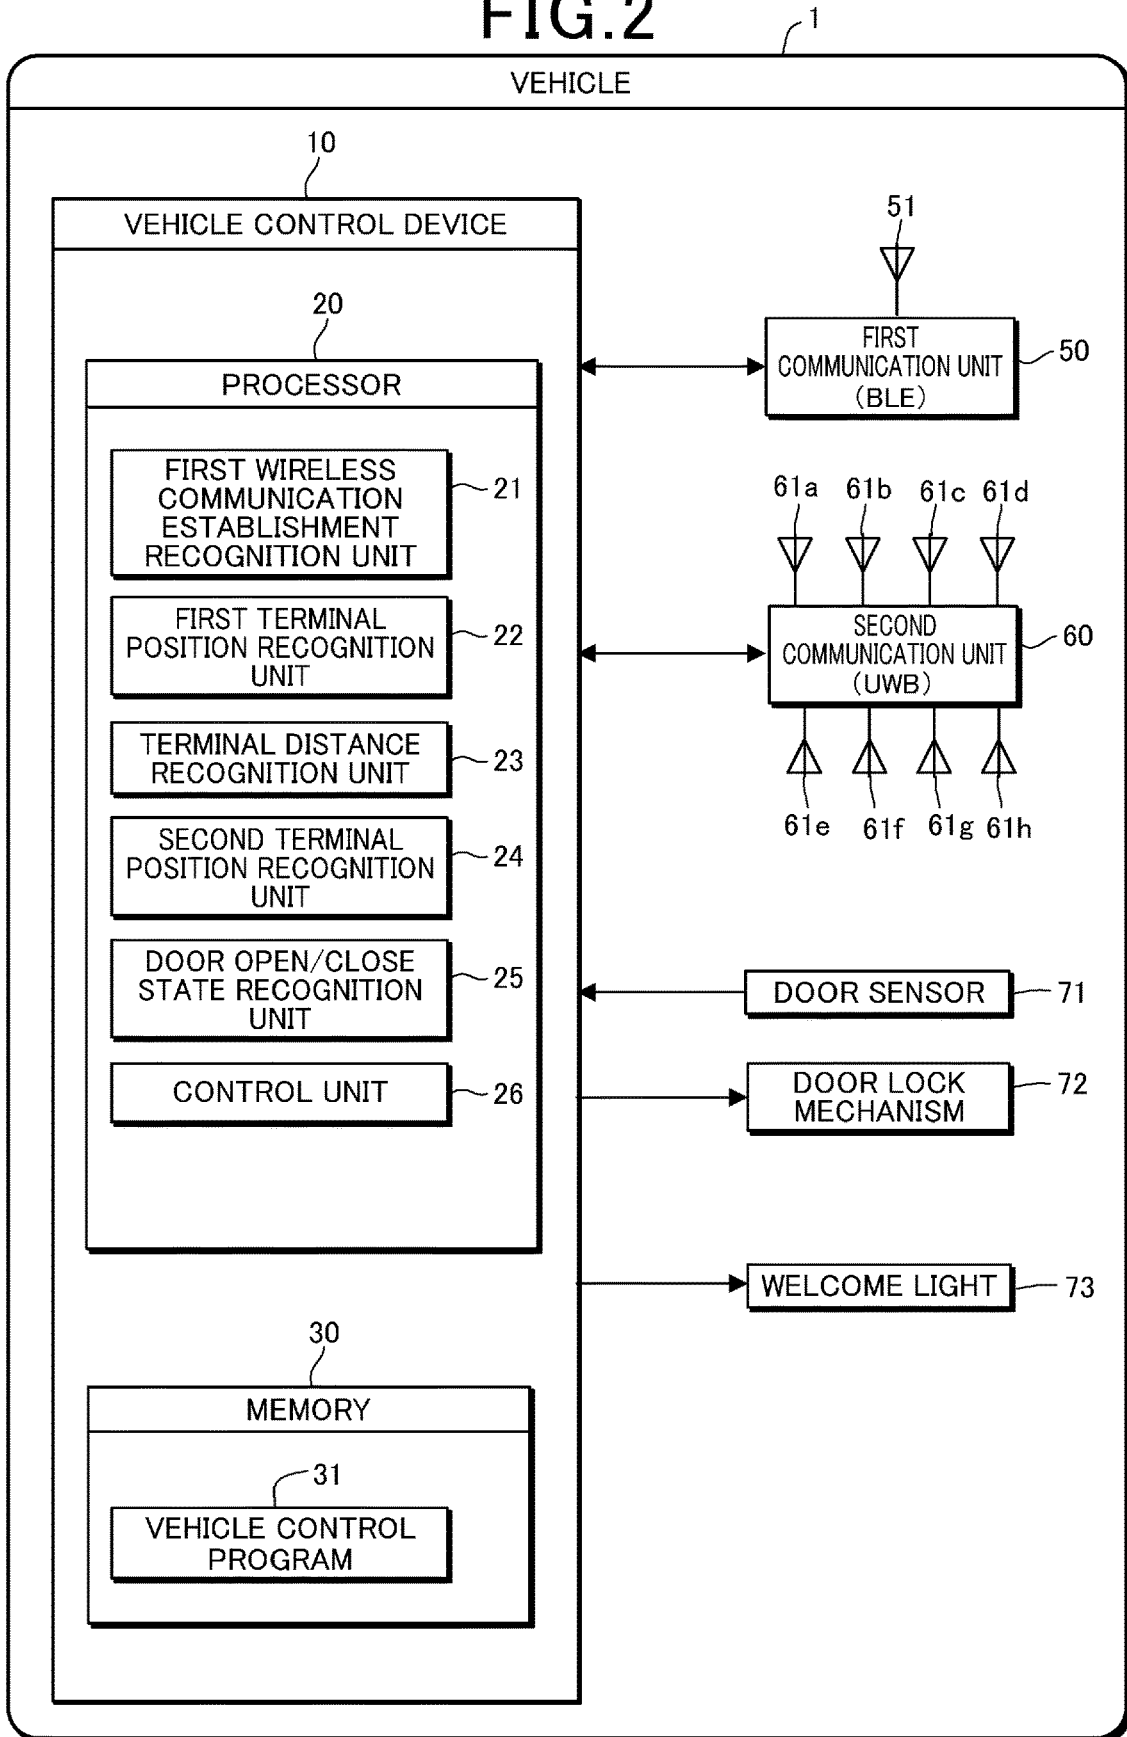 FIG.2
1
VEHICLE
10
VEHICLE CONTROL DEVICE
20
PROCESSOR
FIRST WIRELESS
COMMUNICATION
ESTABLISHMENT
RECOGNITION UNIT
21
FIRST TERMINAL
POSITION RECOGNITION
UNIT
22
TERMINAL DISTANCE
RECOGNITION UNIT
23
SECOND TERMINAL
POSITION RECOGNITION
UNIT
24
DOOR OPEN/CLOSE
STATE RECOGNITION
UNIT
25
CONTROL UNIT
26
30
MEMORY
31
VEHICLE CONTROL
PROGRAM
51
FIRST
COMMUNICATION UNIT
(BLE)
50
61a 61b 61c 61d
SECOND
COMMUNICATION UNIT
(UWB)
60
61e 61f 61g 61h
DOOR SENSOR
71
DOOR LOCK
MECHANISM
72
WELCOME LIGHT
73